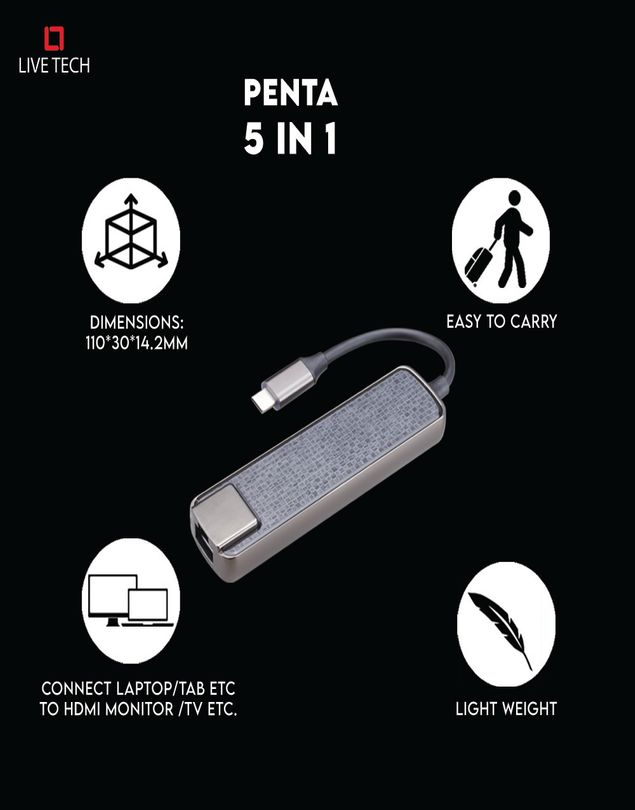 LIVE TECH
PENTA
5 IN 1
DIMENSIONS:
110*30*14.2MM
EASY TO CARRY
CONNECT LAPTOP/TAB ETC
TO HDMI MONITOR /TV ETC.
LIGHT WEIGHT